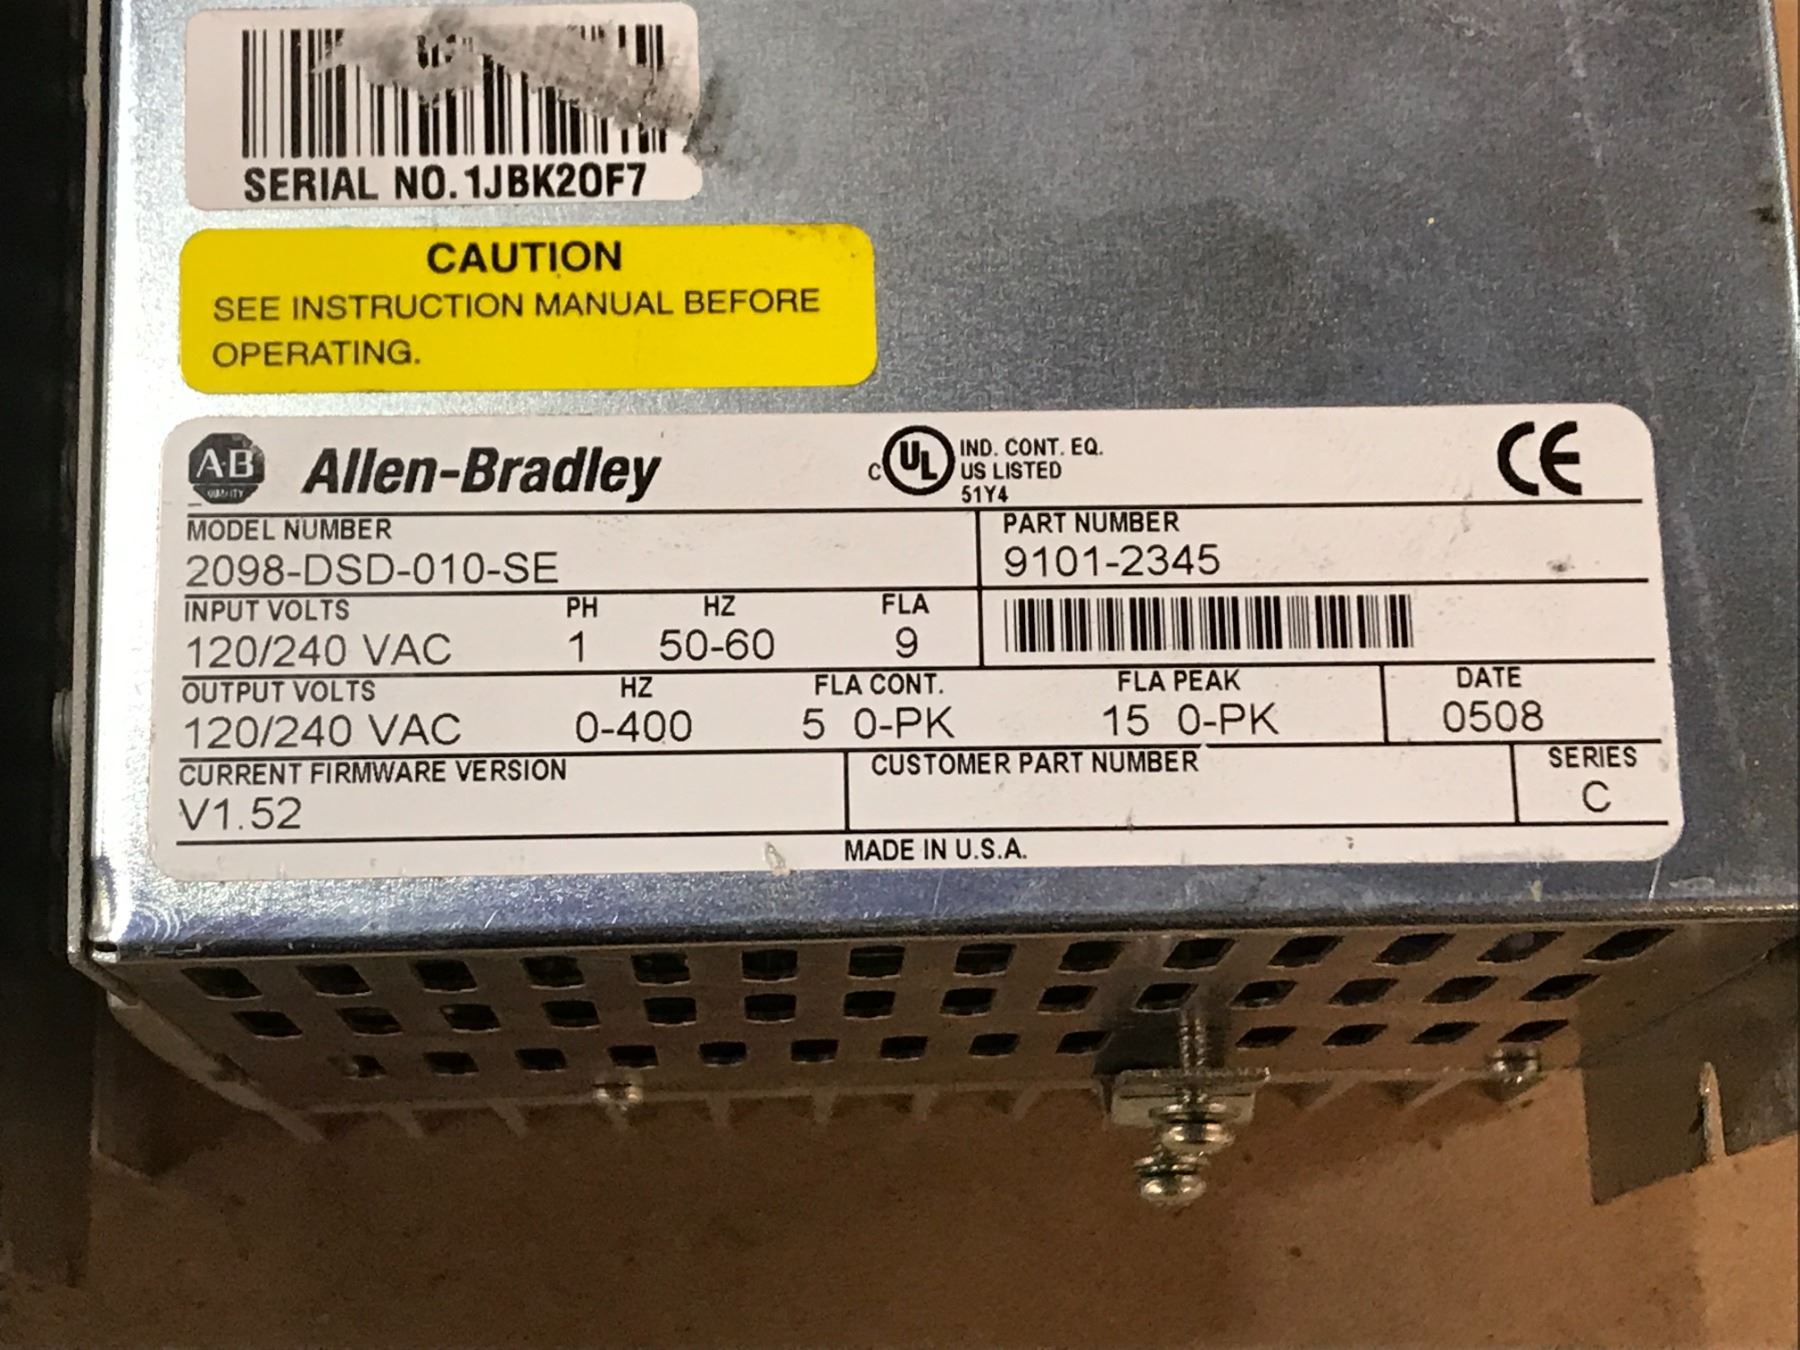 SERIAL NO.1JBK20F7
CAUTION
SEE INSTRUCTION MANUAL BEFORE
OPERATING.
A-B
QUALITY
Allen-Bradley
C UL IND. CONT. EQ.
US LISTED
51Y4
CE
MODEL NUMBER
2098-DSD-010-SE
PART NUMBER
9101-2345
INPUT VOLTS PH HZ FLA
120/240 VAC 1 50-60 9
OUTPUT VOLTS HZ FLA CONT. FLA PEAK DATE
120/240 VAC 0-400 5 0-PK 15 0-PK 0508
CURRENT FIRMWARE VERSION CUSTOMER PART NUMBER SERIES
V1.52 C
MADE IN U.S.A.